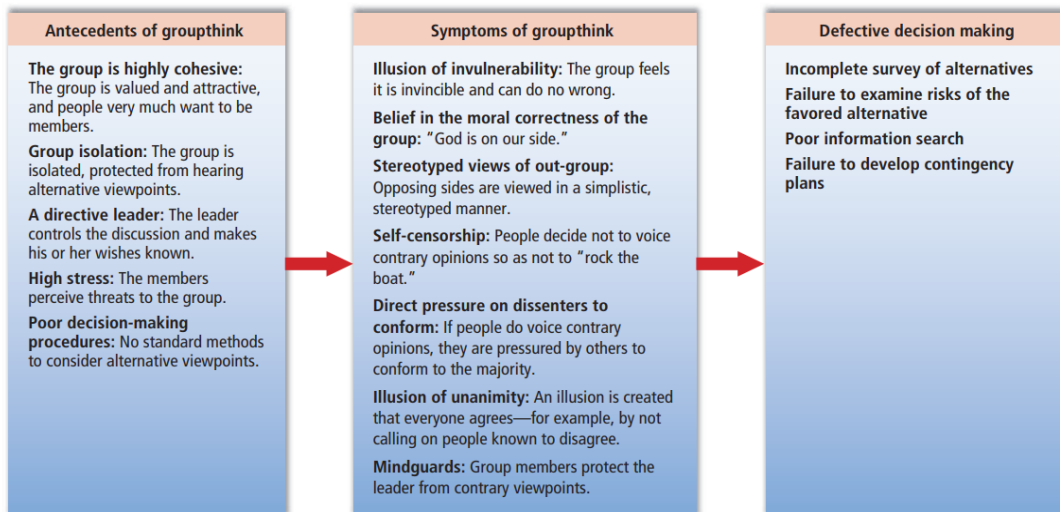 Antecedents of groupthink
The group is highly cohesive:
The group is valued and attractive,
and people very much want to be
members.
Group isolation: The group is
isolated, protected from hearing
alternative viewpoints.
A directive leader: The leader
controls the discussion and makes
his or her wishes known.
High stress: The members
perceive threats to the group.
Poor decision-making
procedures: No standard methods
to consider alternative viewpoints.
Symptoms of groupthink
Illusion of invulnerability: The group feels
it is invincible and can do no wrong.
Belief in the moral correctness of the
group: “God is on our side.”
Stereotyped views of out-group:
Opposing sides are viewed in a simplistic,
stereotyped manner.
Self-censorship: People decide not to voice
contrary opinions so as not to “rock the
boat.”
Direct pressure on dissenters to
conform: If people do voice contrary
opinions, they are pressured by others to
conform to the majority.
Illusion of unanimity: An illusion is created
that everyone agrees—for example, by not
calling on people known to disagree.
Mindguards: Group members protect the
leader from contrary viewpoints.
Defective decision making
Incomplete survey of alternatives
Failure to examine risks of the
favored alternative
Poor information search
Failure to develop contingency
plans